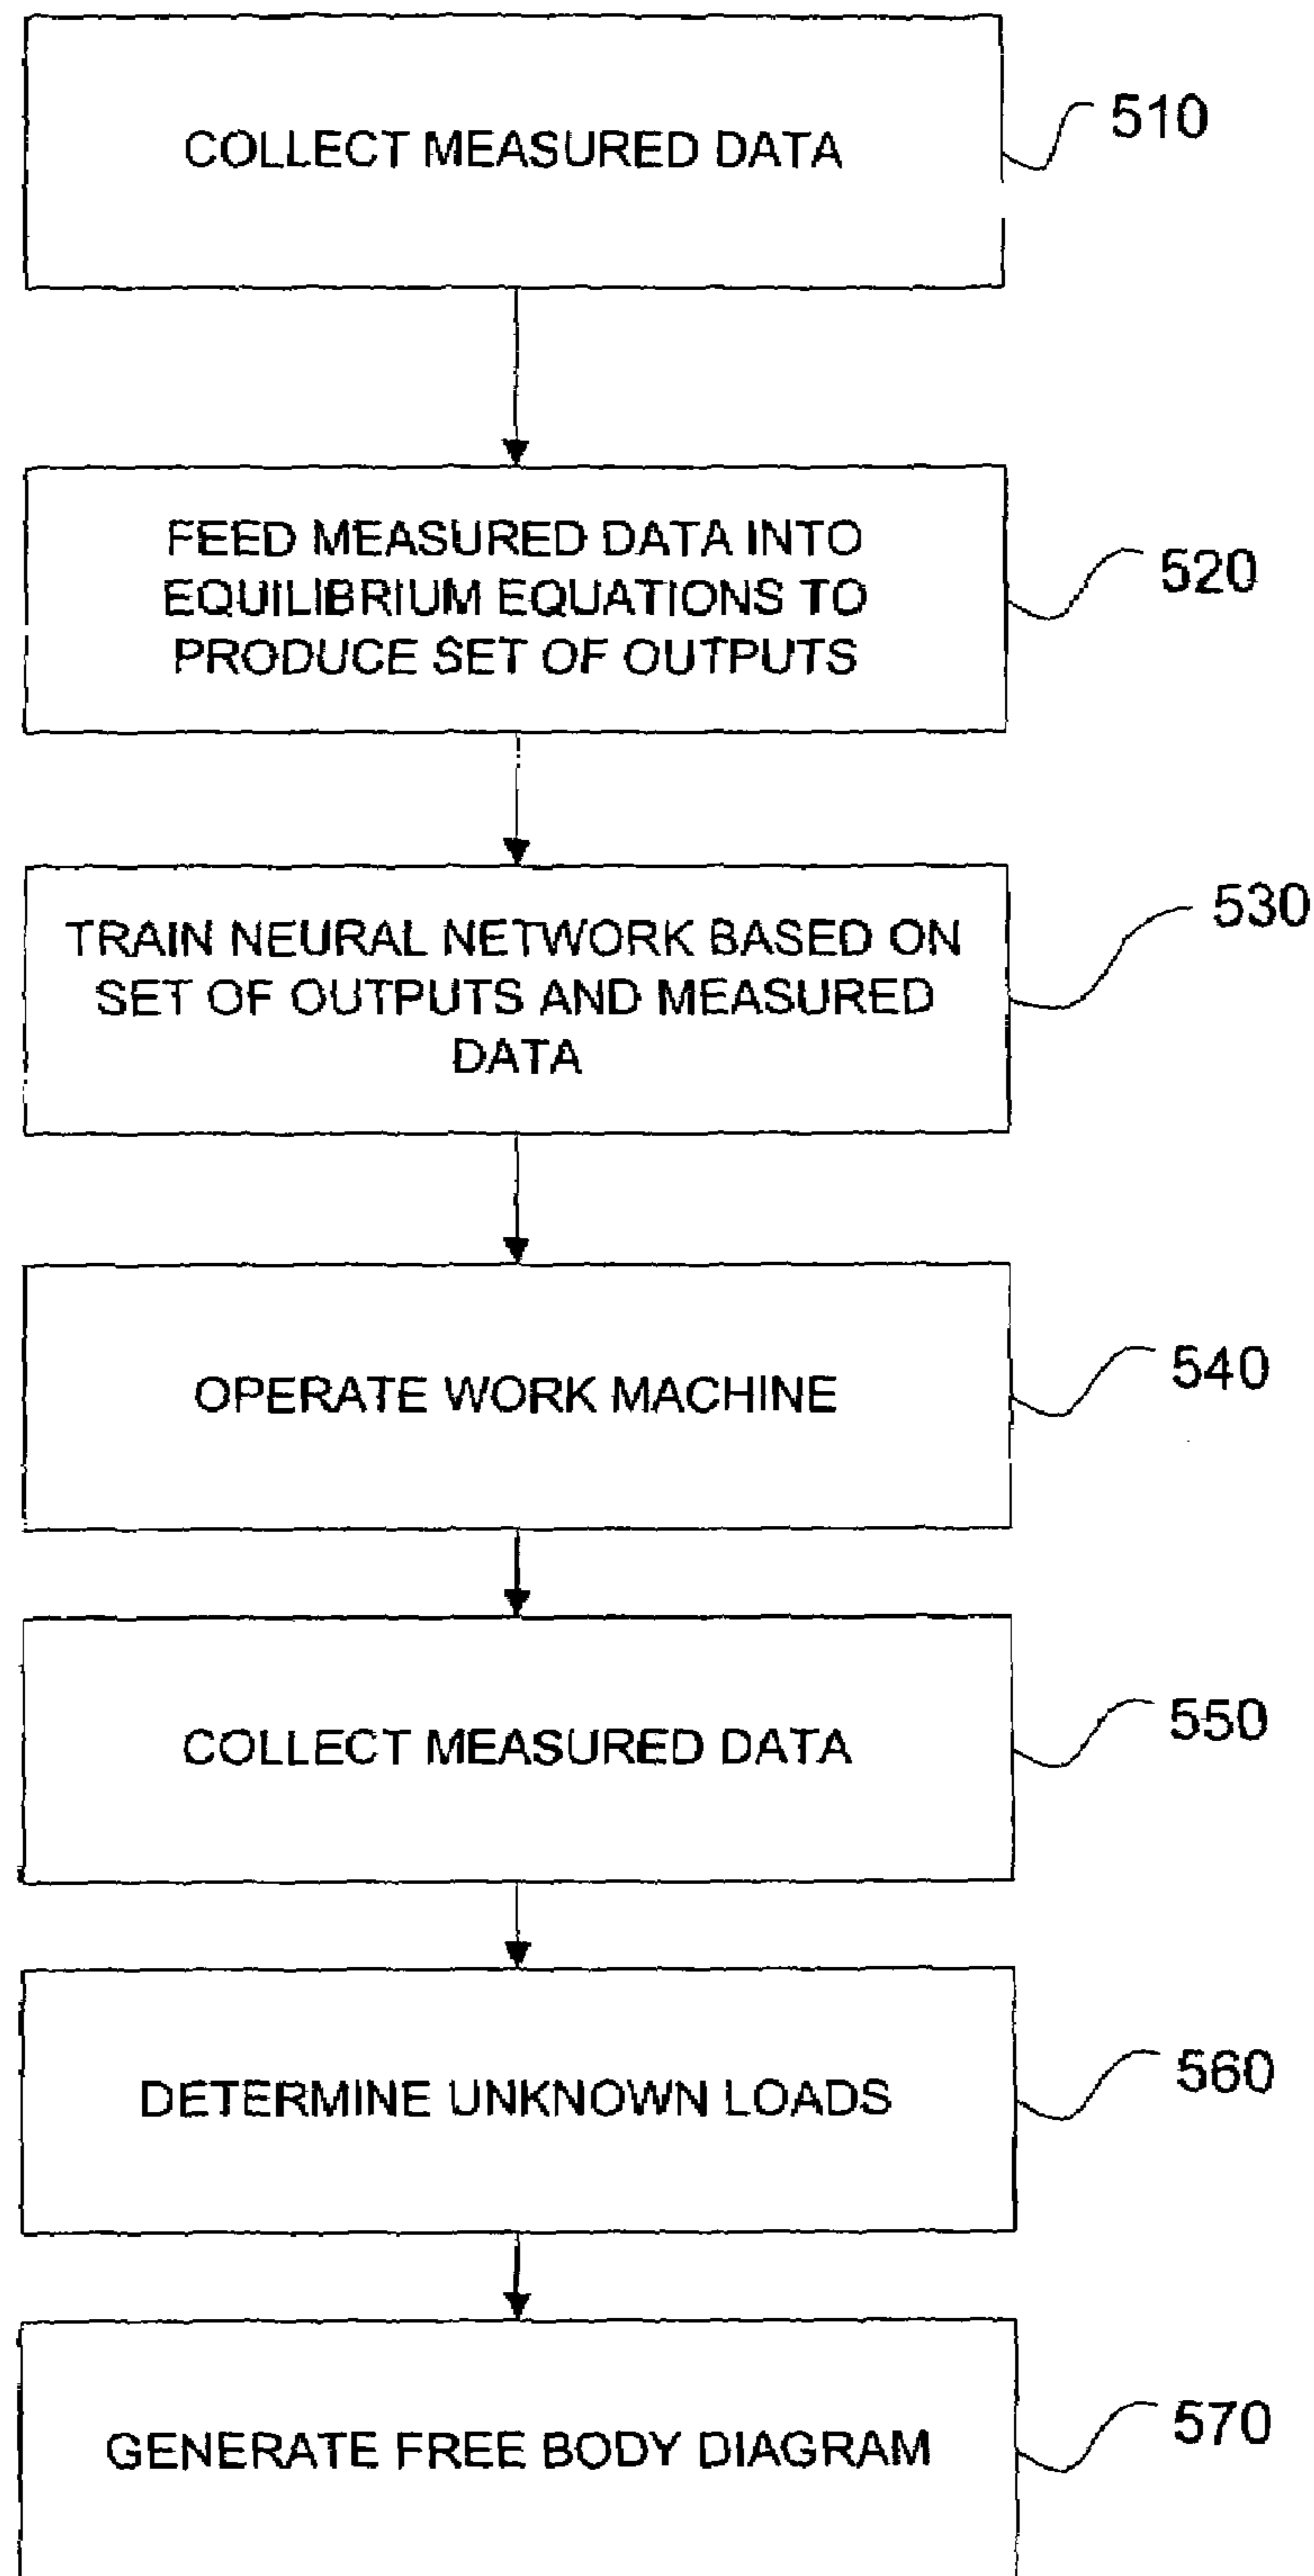 COLLECT MEASURED DATA
510
FEED MEASURED DATA INTO
EQUILIBRIUM EQUATIONS TO
PRODUCE SET OF OUTPUTS
520
TRAIN NEURAL NETWORK BASED ON
SET OF OUTPUTS AND MEASURED
DATA
530
OPERATE WORK MACHINE
540
COLLECT MEASURED DATA
550
DETERMINE UNKNOWN LOADS
560
GENERATE FREE BODY DIAGRAM
570